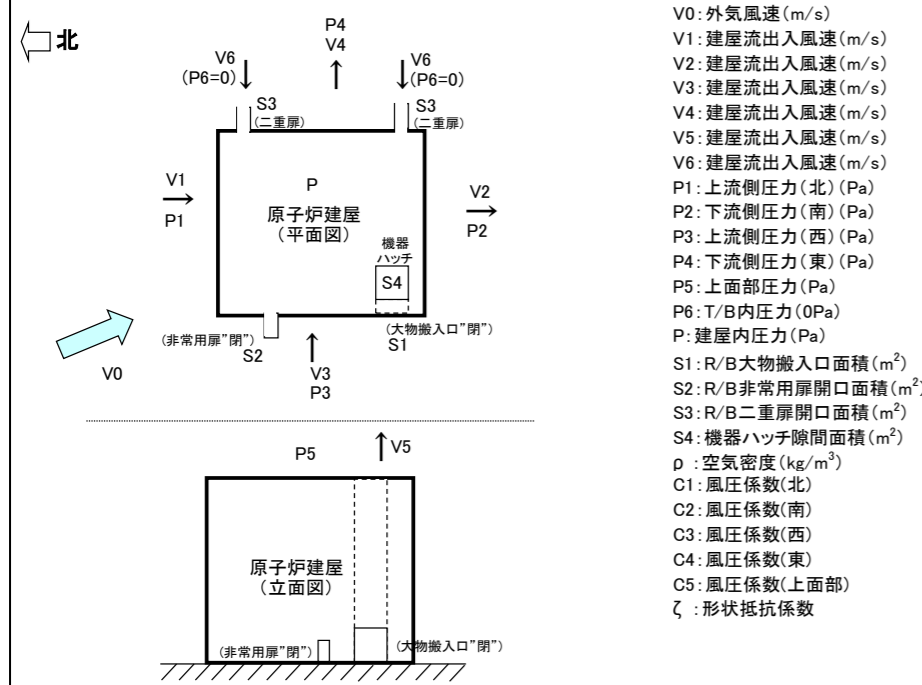 北
P4
V4
V6
(P6=0)
V6
(P6=0)
S3
(二重扉)
S3
(二重扉)
V1
P1
P
原子炉建屋
(平面図)
V2
P2
機器
ハッチ
S4
(非常用扉"閉")
S2
(大物搬入口"閉")
S1
V0
V3
P3
P5
V5
原子炉建屋
(立面図)
(非常用扉"閉")
(大物搬入口"閉")
V0:外気風速(m/s)
V1:建屋流出入風速(m/s)
V2:建屋流出入風速(m/s)
V3:建屋流出入風速(m/s)
V4:建屋流出入風速(m/s)
V5:建屋流出入風速(m/s)
V6:建屋流出入風速(m/s)
P1:上流側圧力(北)(Pa)
P2:下流側圧力(南)(Pa)
P3:上流側圧力(西)(Pa)
P4:下流側圧力(東)(Pa)
P5:上面部圧力(Pa)
P6:T/B内圧力(0Pa)
P:建屋内圧力(Pa)
S1:R/B大物搬入口面積(m²)
S2:R/B非常用扉開口面積(m²)
S3:R/B二重扉開口面積(m²)
S4:機器ハッチ隙間面積(m²)
ρ:空気密度(kg/m³)
C1:風圧係数(北)
C2:風圧係数(南)
C3:風圧係数(西)
C4:風圧係数(東)
C5:風圧係数(上面部)
ζ:形状抵抗係数